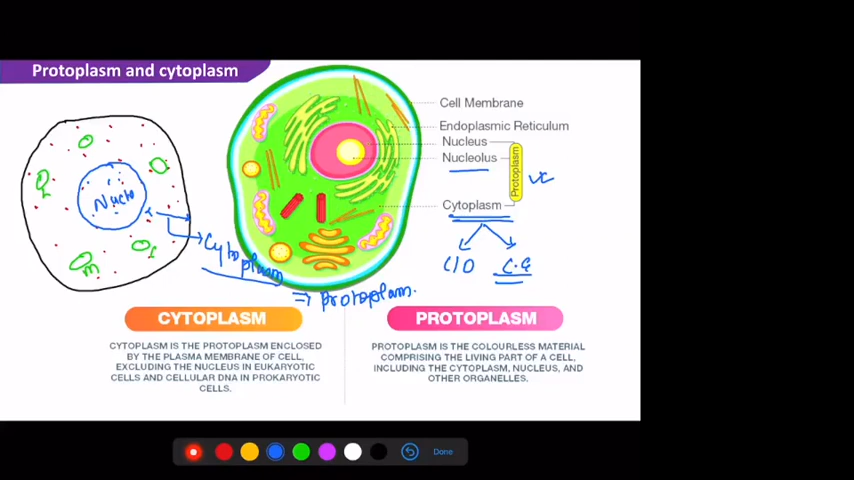 Protoplasm and cytoplasm
Cell Membrane
Endoplasmic Reticulum
Nucleus
Nucleolus
Protoplasm
Cytoplasm
Nucleo
Cytoplasm
C/O
C.G
m
⇒ protoplasm.
CYTOPLASM
CYTOPLASM IS THE PROTOPLASM ENCLOSED
BY THE PLASMA MEMBRANE OF CELL,
EXCLUDING THE NUCLEUS IN EUKARYOTIC
CELLS AND CELLULAR DNA IN PROKARYOTIC
CELLS.
PROTOPLASM
PROTOPLASM IS THE COLOURLESS MATERIAL
COMPRISING THE LIVING PART OF A CELL,
INCLUDING THE CYTOPLASM, NUCLEUS, AND
OTHER ORGANELLES.
Done